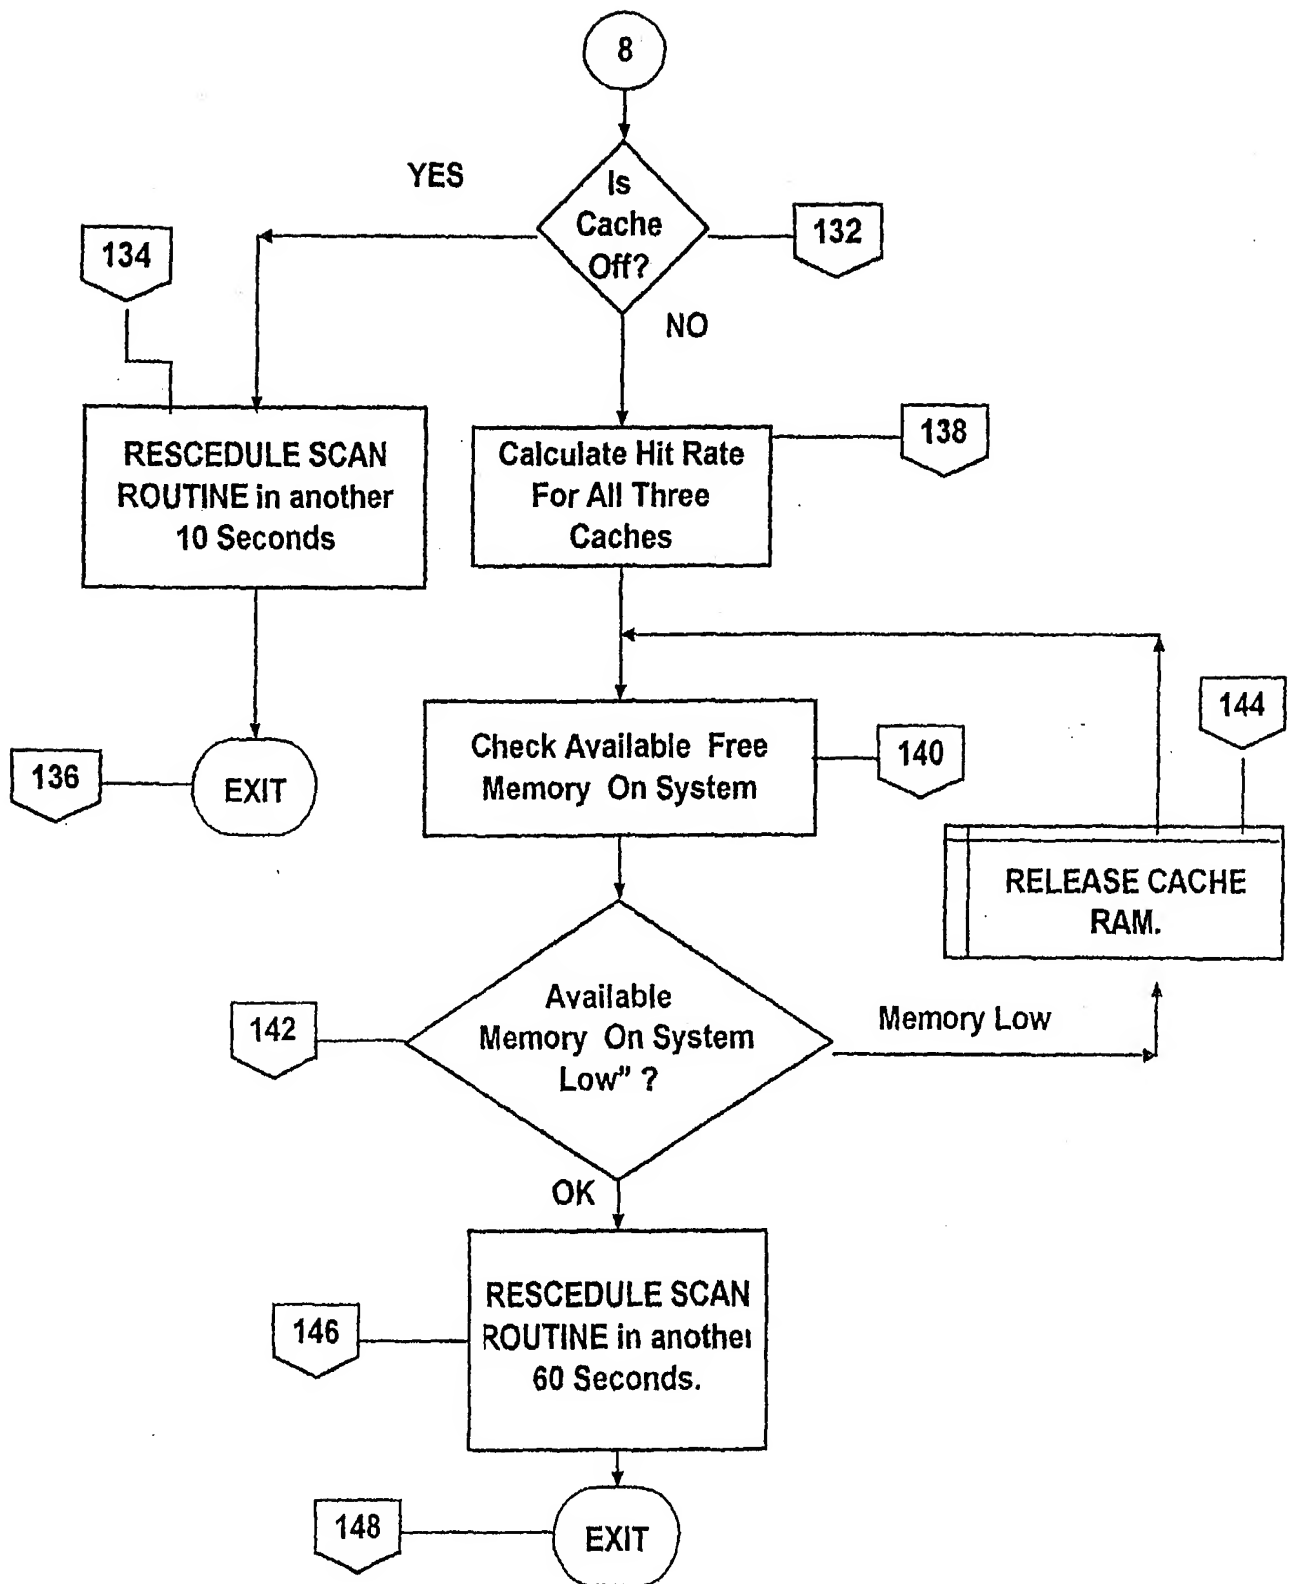 8
YES
Is
Cache
Off?
132
134
NO
RESCEDULE SCAN
ROUTINE in another
10 Seconds
Calculate Hit Rate
For All Three
Caches
138
136
EXIT
Check Available Free
Memory On System
140
144
RELEASE CACHE
RAM.
142
Available
Memory On System
Low” ?
Memory Low
OK
RESCEDULE SCAN
ROUTINE in another
60 Seconds.
146
148
EXIT